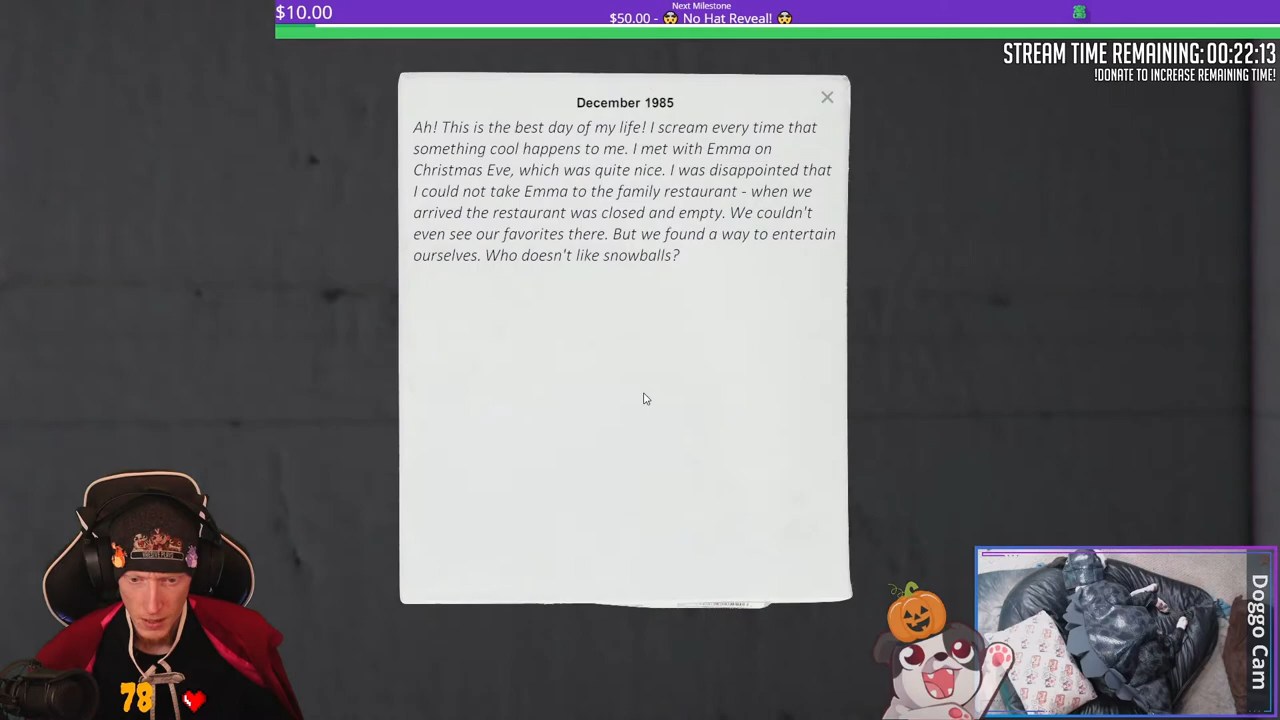 $10.00
Next Milestone
$50.00 - No Hat Reveal!
STREAM TIME REMAINING: 00:22:13
!DONATE TO INCREASE REMAINING TIME!
December 1985
Ah! This is the best day of my life! I scream every time that
something cool happens to me. I met with Emma on
Christmas Eve, which was quite nice. I was disappointed that
I could not take Emma to the family restaurant - when we
arrived the restaurant was closed and empty. We couldn't
even see our favorites there. But we found a way to entertain
ourselves. Who doesn't like snowballs?
78
Doggo Cam